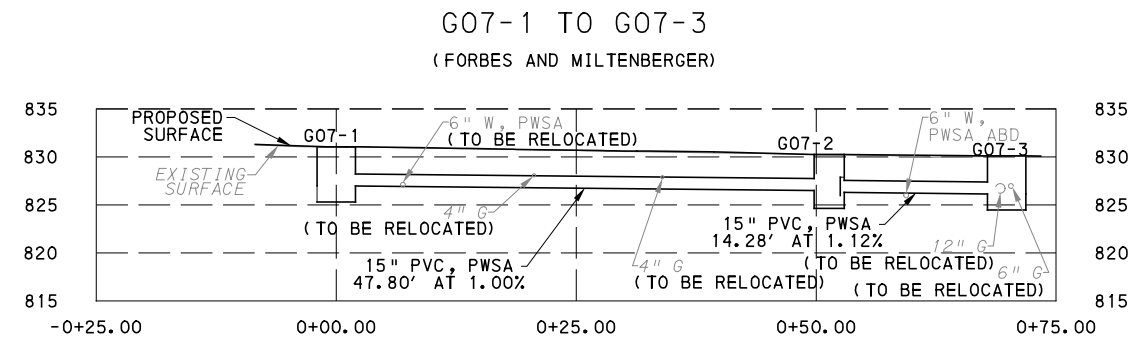 G07-1 TO G07-3
(FORBES AND MILTENBERGER)
835
835
PROPOSED
SURFACE
G07-1
6" W, PWSA
(TO BE RELOCATED)
G07-2
6" W,
PWSA ABD
G07-3
830
830
EXISTING
SURFACE
825
825
4" G
(TO BE RELOCATED)
15" PVC, PWSA
14.28' AT 1.12%
820
820
15" PVC, PWSA
47.80' AT 1.00%
4" G
(TO BE RELOCATED)
12" G
(TO BE RELOCATED)
6" G
(TO BE RELOCATED)
815
815
-0+25.00
0+00.00
0+25.00
0+50.00
0+75.00